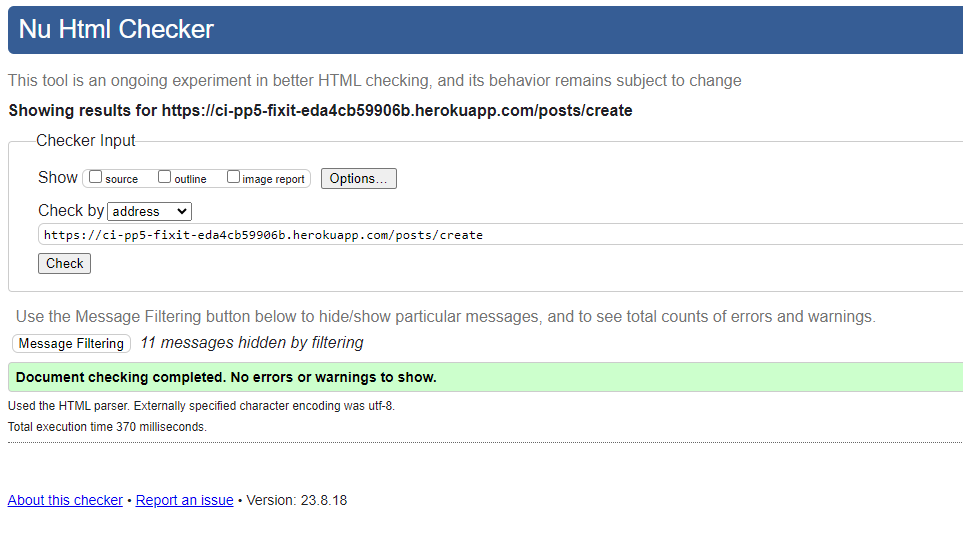 Nu Html Checker
This tool is an ongoing experiment in better HTML checking, and its behavior remains subject to change
Showing results for https://ci-pp5-fixit-eda4cb59906b.herokuapp.com/posts/create
Checker Input
Show source outline image report Options...
Check by address
https://ci-pp5-fixit-eda4cb59906b.herokuapp.com/posts/create
Check
Use the Message Filtering button below to hide/show particular messages, and to see total counts of errors and warnings.
Message Filtering 11 messages hidden by filtering
Document checking completed. No errors or warnings to show.
Used the HTML parser. Externally specified character encoding was utf-8.
Total execution time 370 milliseconds.
About this checker • Report an issue • Version: 23.8.18